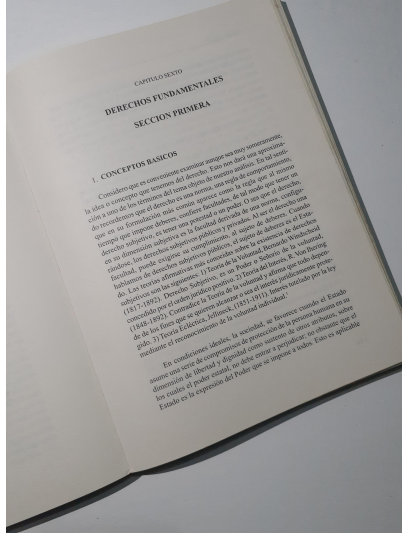 CAPITULO SEXTO
DERECHOS FUNDAMENTALES
SECCION PRIMERA
1. CONCEPTOS BASICOS
Considero que es conveniente examinar aunque sea muy someramente,
la idea o concepto que tenemos del derecho. Esto nos dará una aproxima-
ción a uno de los términos del tema objeto de nuestro análisis. En tal senti-
do recordemos que el derecho es una norma, una regla de comportamiento,
que en su formulación más común aparece como la regla que al mismo
tiempo que impone deberes, confiere facultades, de tal modo que tener un
derecho subjetivo, es tener una potestad o un poder. O sea que el derecho,
en su dimensión subjetiva es la facultad derivada de una norma, configu-
rándose, los derechos subjetivos públicos y privados. Al ser el derecho una
facultad, puede exigirse su cumplimiento, al sujeto de deberes. Cuando
hablamos de derechos subjetivos públicos, el sujeto de deberes es el Esta-
do. Las teorías afirmativas más conocidas sobre la existencia de derechos
subjetivos son las siguientes: 1) Teoría de la Voluntad, Bernardo Windscheid
(1817-1892). Derecho Subjetivo, es un Poder o Señorío de la voluntad,
concedido por el orden jurídico positivo. 2) Teoría del Interés, R. Von Ihering
(1848-1892). Contradice la Teoría de la voluntad y afirma que todo depen-
de de los fines que se quieren alcanzar o sea el interés jurídicamente prote-
gido. 3) Teoría Ecléctica, Jellineck, (1851-1911). Interés tutelado por la ley
mediante el reconocimiento de la voluntad individual.¹
En condiciones ideales, la sociedad, se favorece cuando el Estado
asume una serie de compromisos de protección de la persona humana en su
dimensión de libertad y dignidad como sustento de otros atributos, sobre
los cuales el poder estatal, no debe entrar a perjudicar; no obstante que el
Estado es la expresión del Poder que se impone a todos. Esto es aplicable